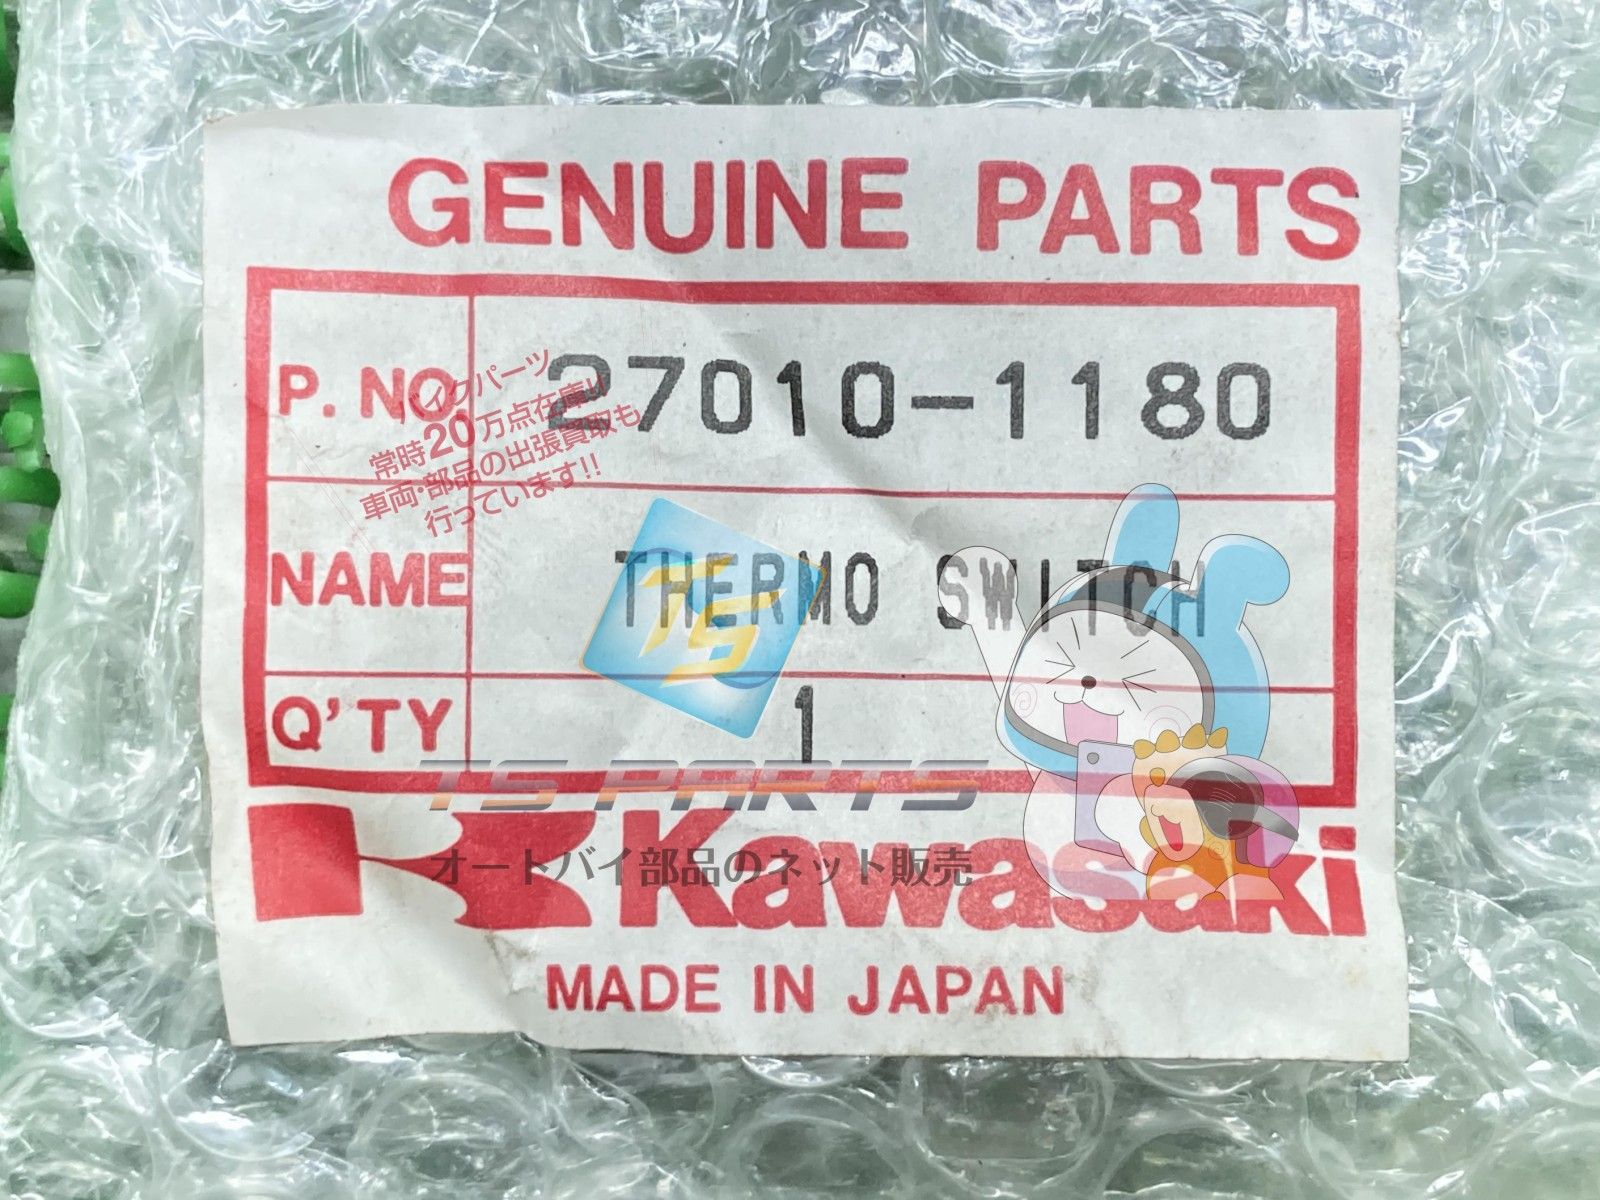 GENUINE PARTS
P. NO. 27010-1180
バイクパーツ
常時20万点在庫!!
車両・部品の出張買取も
行っています!!
NAME THERMO SWITCH
TS
Q'TY 1
TS PARTS
Kawasaki
オートバイ部品のネット販売
MADE IN JAPAN